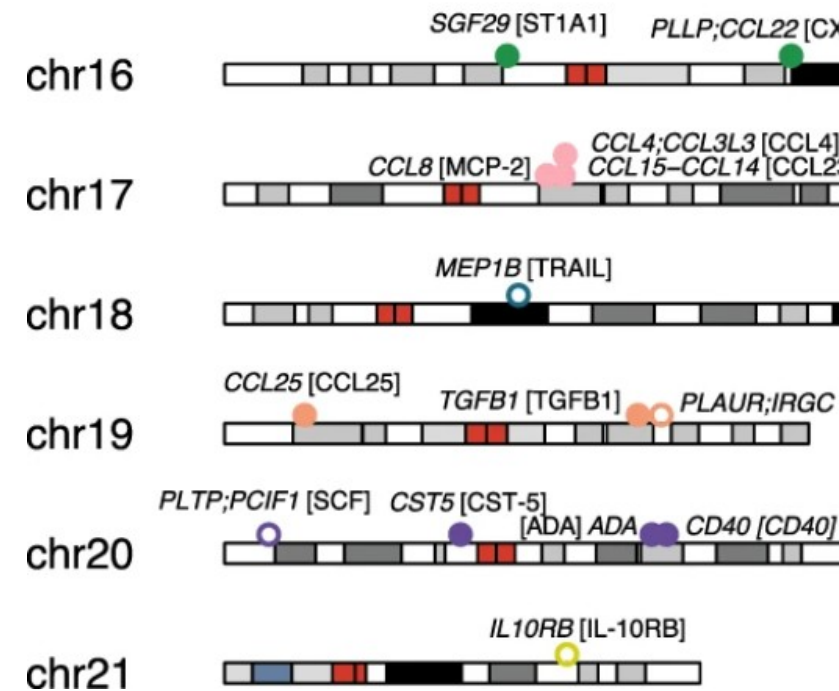 SGF29 [ST1A1] PLLP;CCL22 [CX
chr16
CCL4;CCL3L3 [CCL4]
CCL8 [MCP-2] CCL15–CCL14 [CCL23
chr17
MEP1B [TRAIL]
chr18
CCL25 [CCL25]
TGFB1 [TGFB1] PLAUR;IRGC
chr19
PLTP;PCIF1 [SCF] CST5 [CST-5]
[ADA] ADA CD40 [CD40]
chr20
IL10RB [IL-10RB]
chr21